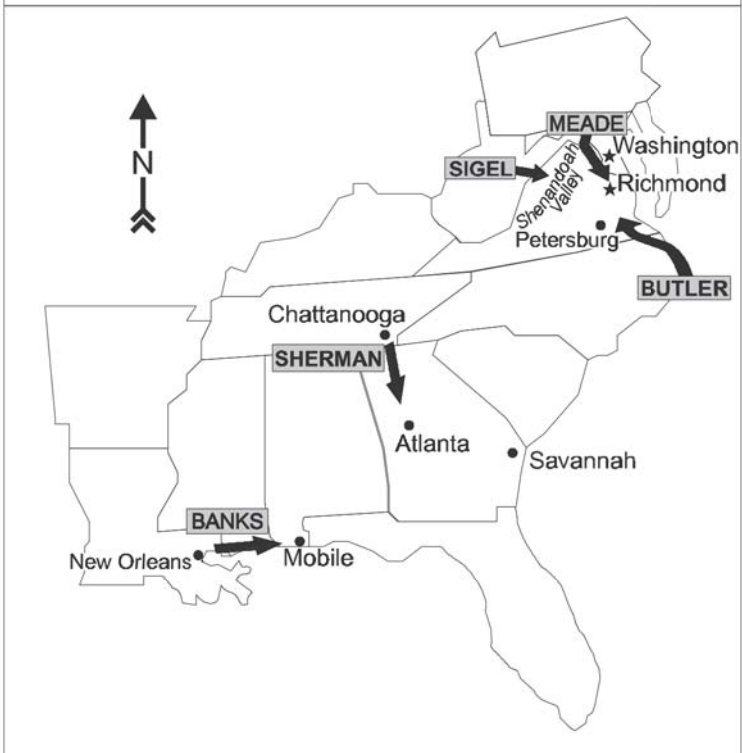 MEADE
Washington
SIGEL
Shenandoah
Valley
Richmond
N
Petersburg
BUTLER
Chattanooga
SHERMAN
Atlanta
Savannah
BANKS
New Orleans
Mobile